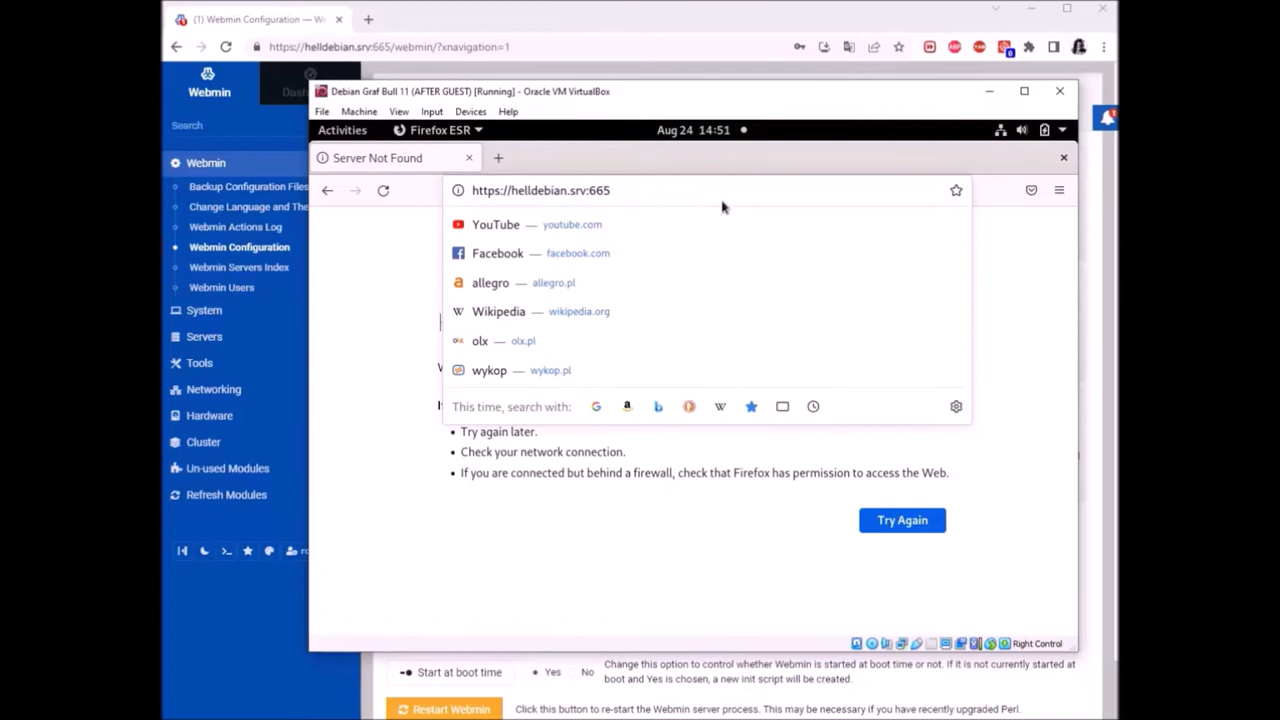 (1) Webmin Configuration — We
https://helldebian.srv:665/webmin/?xnavigation=1
ABP
0
Webmin
Dash
Search
Webmin
Backup Configuration Files
Change Language and The
Webmin Actions Log
Webmin Configuration
Webmin Servers Index
Webmin Users
System
Servers
Tools
Networking
Hardware
Cluster
Un-used Modules
Refresh Modules
ro
Debian Graf Bull 11 (AFTER GUEST) [Running] - Oracle VM VirtualBox
File Machine View Input Devices Help
Activities Firefox ESR Aug 24 14:51
Server Not Found
https://helldebian.srv:665
YouTube — youtube.com
Facebook — facebook.com
allegro — allegro.pl
Wikipedia — wikipedia.org
olx — olx.pl
wykop — wykop.pl
This time, search with:
Try again later.
Check your network connection.
If you are connected but behind a firewall, check that Firefox has permission to access the Web.
Try Again
Right Control
Start at boot time Yes No Change this option to control whether Webmin is started at boot time or not. If it is not currently started at
boot and Yes is chosen, a new init script will be created.
Restart Webmin Click this button to re-start the Webmin server process. This may be necessary if you have recently upgraded Perl.